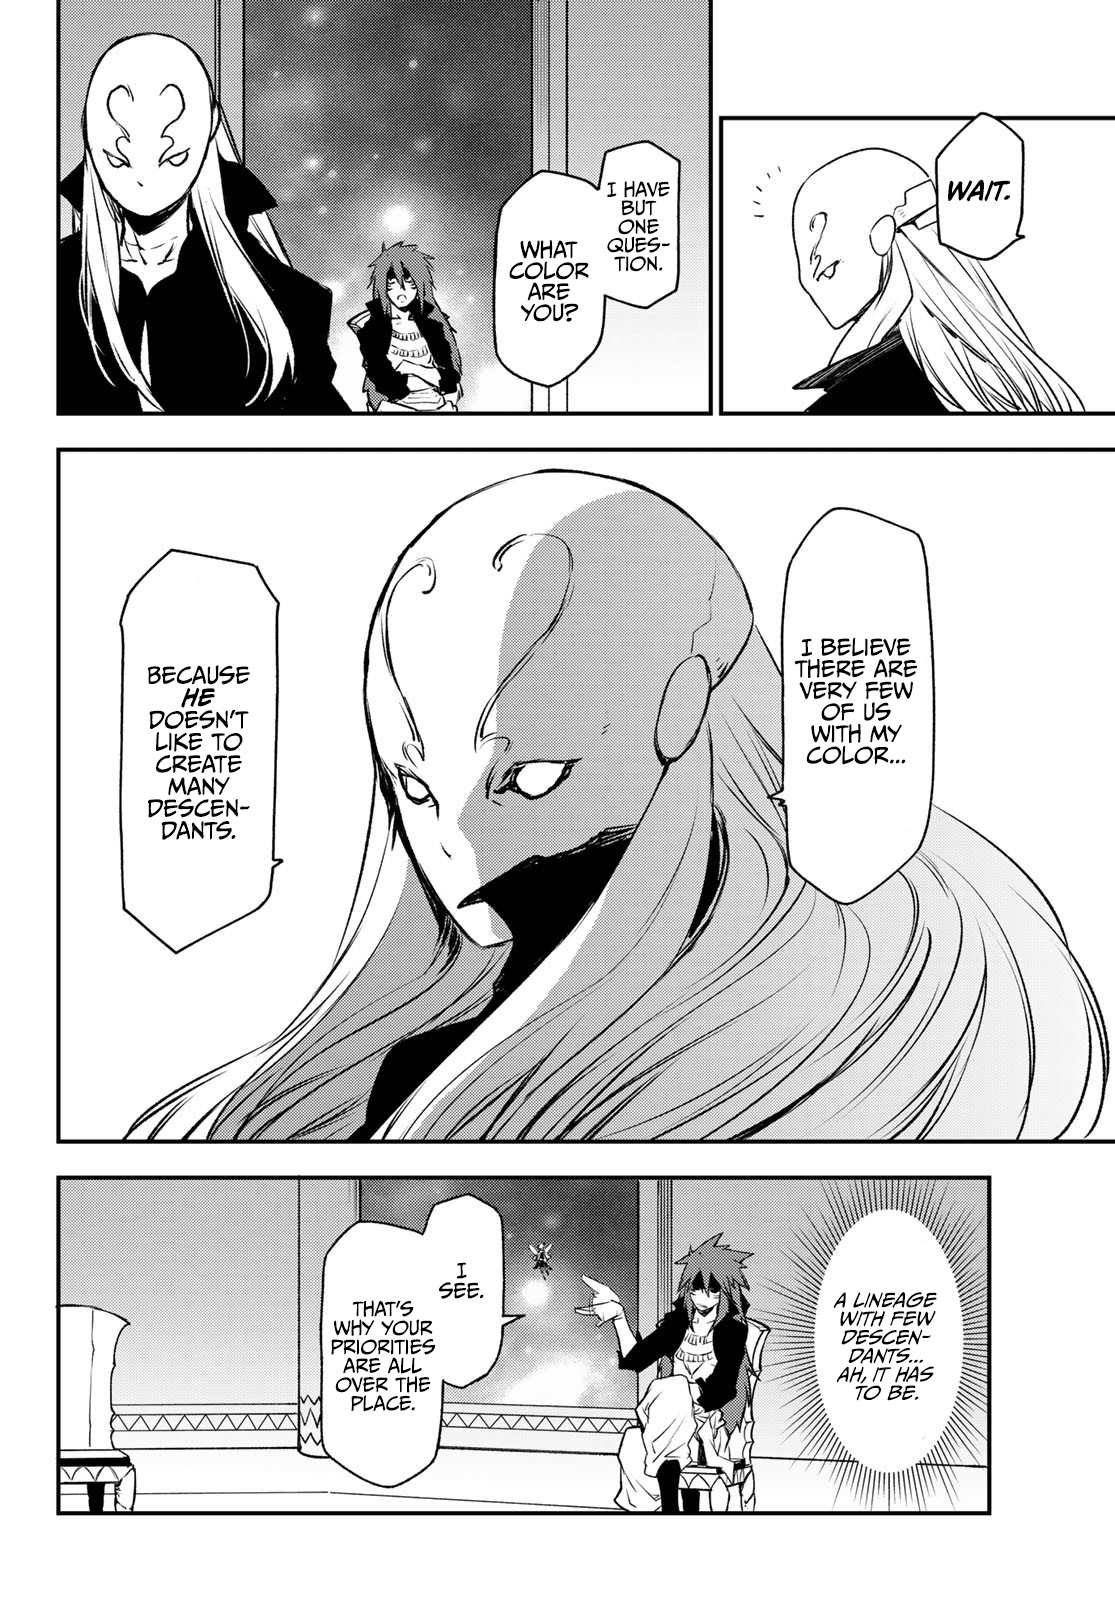 WAIT.
I HAVE
BUT
ONE
QUES-
TION.
WHAT
COLOR
ARE
YOU?
I BELIEVE
THERE ARE
VERY FEW
OF US
WITH MY
COLOR...
BECAUSE
HE
DOESN'T
LIKE TO
CREATE
MANY
DESCEN-
DANTS.
A LINEAGE
WITH FEW
DESCEN-
DANTS...
AH, IT HAS
TO BE.
I
SEE.
THAT'S
WHY YOUR
PRIORITIES
ARE ALL
OVER THE
PLACE.